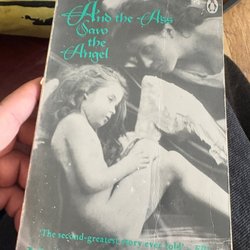 And the Ass
Saw
the
Angel
'The second-greatest story ever told'